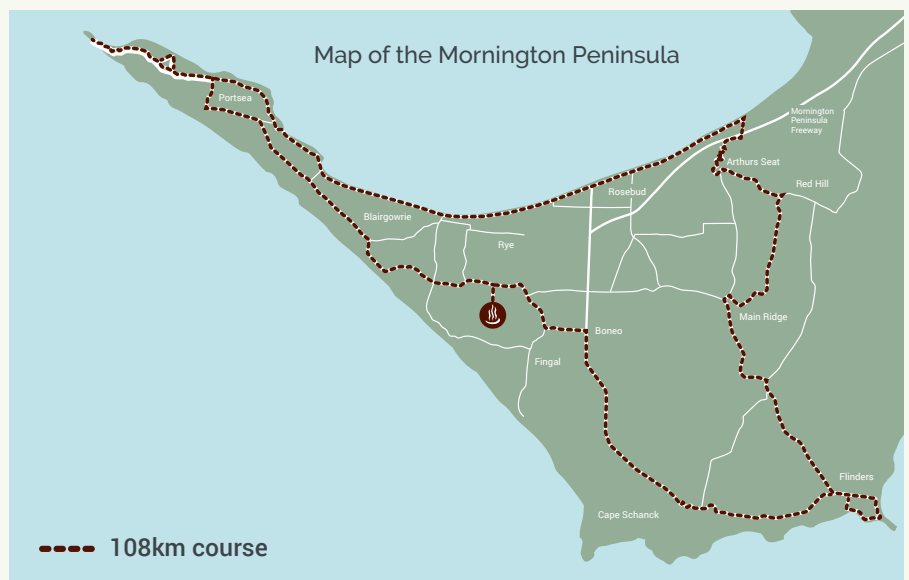 Map of the Mornington Peninsula
Portsea
Mornington
Peninsula
Freeway
Arthurs Seat
Red Hill
Rosebud
Blairgowrie
Rye
Main Ridge
Boneo
Fingal
Flinders
Cape Schanck
108km course